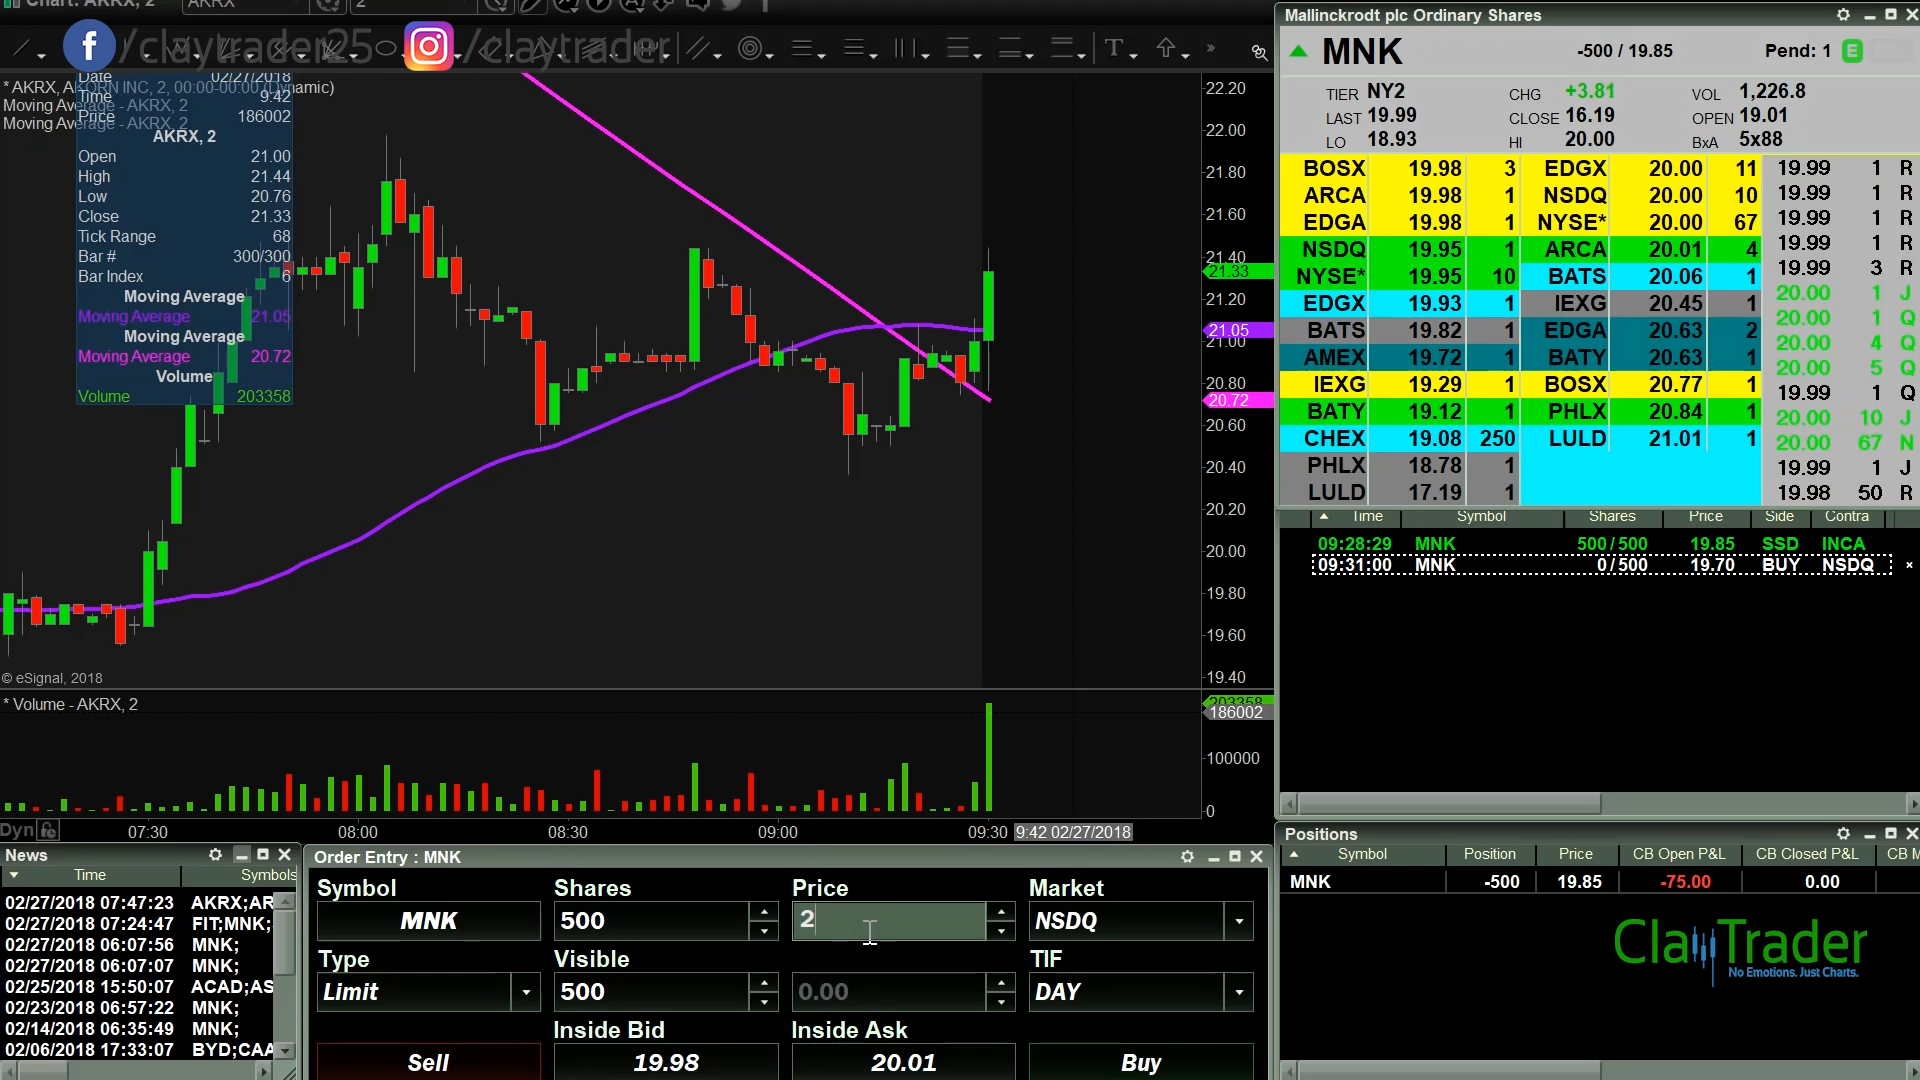 Chart: AKRX, 2
AKRX
2
/claytrader25
/claytrader
* AKRX, AKORN INC, 2, 00:00-00:00 (Dynamic)
Moving Average - AKRX, 2
Moving Average - AKRX, 2
Date 02/27/2018
Time 9:42
Price 186002
AKRX, 2
Open 21.00
High 21.44
Low 20.76
Close 21.33
Tick Range 68
Bar # 300/300
Bar Index 6
Moving Average
Moving Average 21.05
Moving Average
Moving Average 20.72
Volume
Volume 203358
22.20
22.00
21.80
21.60
21.40
21.33
21.20
21.05
21.00
20.80
20.72
20.60
20.40
20.20
20.00
19.80
19.60
19.40
© eSignal, 2018
* Volume - AKRX, 2
203358
186002
100000
0
Dyn
07:30 08:00 08:30 09:00 09:30 9:42 02/27/2018
Mallinckrodt plc Ordinary Shares
MNK -500 / 19.85 Pend: 1 E
TIER NY2 CHG +3.81 VOL 1,226.8
LAST 19.99 CLOSE 16.19 OPEN 19.01
LO 18.93 HI 20.00 BxA 5x88
BOSX 19.98 3 EDGX 20.00 11
ARCA 19.98 1 NSDQ 20.00 10
EDGA 19.98 1 NYSE* 20.00 67
NSDQ 19.95 1 ARCA 20.01 4
NYSE* 19.95 10 BATS 20.06 1
EDGX 19.93 1 IEXG 20.45 1
BATS 19.82 1 EDGA 20.63 2
AMEX 19.72 1 BATY 20.63 1
IEXG 19.29 1 BOSX 20.77 1
BATY 19.12 1 PHLX 20.84 1
CHEX 19.08 250 LULD 21.01 1
PHLX 18.78 1
LULD 17.19 1
19.99 1 R
19.99 1 R
19.99 1 R
19.99 1 R
19.99 3 R
20.00 1 J
20.00 1 Q
20.00 4 Q
20.00 5 Q
19.99 1 Q
20.00 10 J
20.00 67 N
19.99 1 J
19.98 50 R
Time Symbol Shares Price Side Contra
09:28:29 MNK 500/500 19.85 SSD INCA
09:31:00 MNK 0/500 19.70 BUY NSDQ
Positions
Symbol Position Price CB Open P&L CB Closed P&L CB M
MNK -500 19.85 -75.00 0.00
ClayTrader
No Emotions. Just Charts.
News
Time Symbols
02/27/2018 07:47:23 AKRX;AR
02/27/2018 07:24:47 FIT;MNK;
02/27/2018 06:07:56 MNK;
02/27/2018 06:07:07 MNK;
02/25/2018 15:50:07 ACAD;AS
02/23/2018 06:57:22 MNK;
02/14/2018 06:35:49 MNK;
02/06/2018 17:33:07 BYD;CAA
Order Entry : MNK
Symbol Shares Price Market
MNK 500 2 NSDQ
Type Visible TIF
Limit 500 0.00 DAY
Inside Bid Inside Ask
Sell 19.98 20.01 Buy